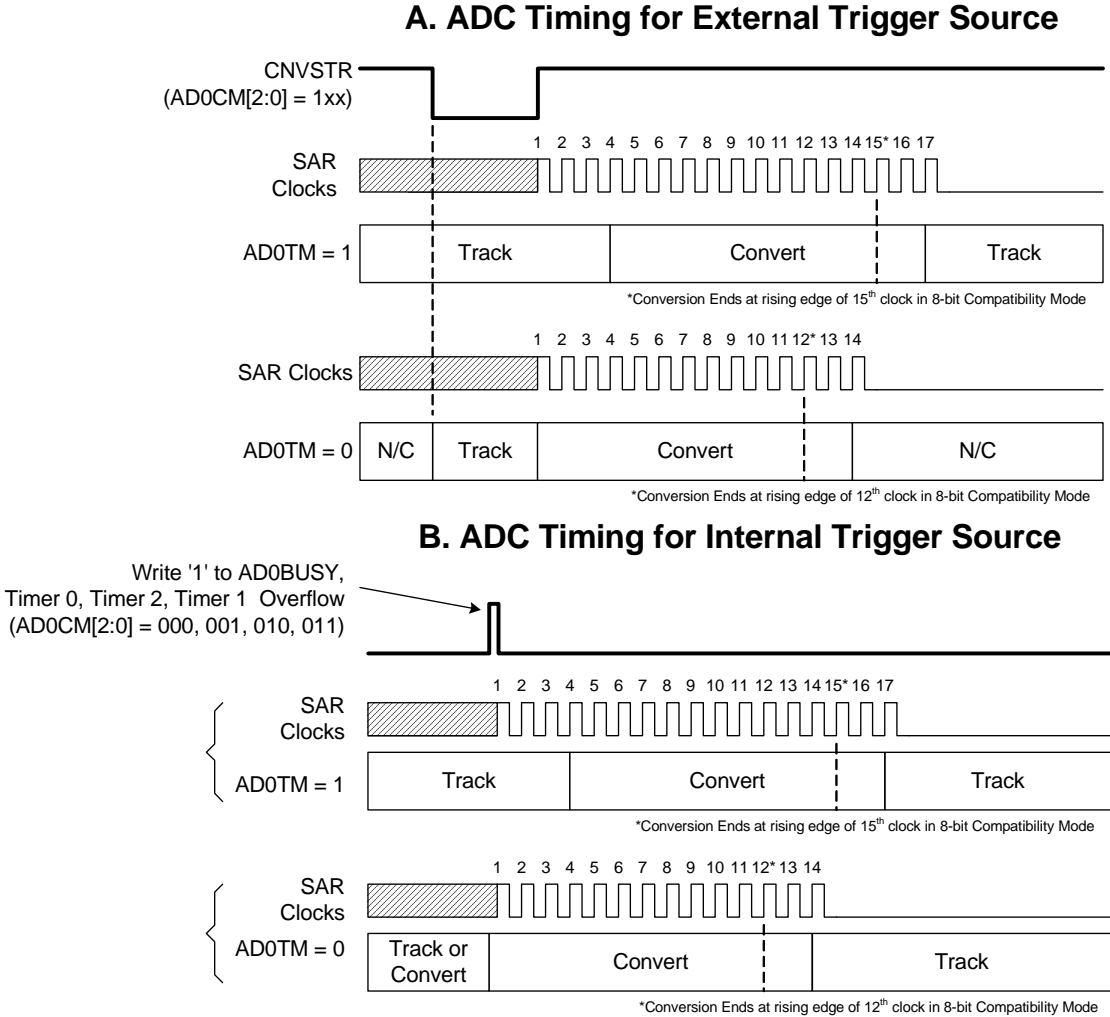 A. ADC Timing for External Trigger Source
CNVSTR
(AD0CM[2:0] = 1xx)
1 2 3 4 5 6 7 8 9 10 11 12 13 14 15* 16 17
SAR
Clocks
AD0TM = 1
Track
Convert
Track
*Conversion Ends at rising edge of 15th clock in 8-bit Compatibility Mode
1 2 3 4 5 6 7 8 9 10 11 12* 13 14
SAR Clocks
AD0TM = 0
N/C
Track
Convert
N/C
*Conversion Ends at rising edge of 12th clock in 8-bit Compatibility Mode
B. ADC Timing for Internal Trigger Source
Write '1' to AD0BUSY,
Timer 0, Timer 2, Timer 1 Overflow
(AD0CM[2:0] = 000, 001, 010, 011)
1 2 3 4 5 6 7 8 9 10 11 12 13 14 15* 16 17
SAR
Clocks
AD0TM = 1
Track
Convert
Track
*Conversion Ends at rising edge of 15th clock in 8-bit Compatibility Mode
1 2 3 4 5 6 7 8 9 10 11 12* 13 14
SAR
Clocks
AD0TM = 0
Track or
Convert
Convert
Track
*Conversion Ends at rising edge of 12th clock in 8-bit Compatibility Mode